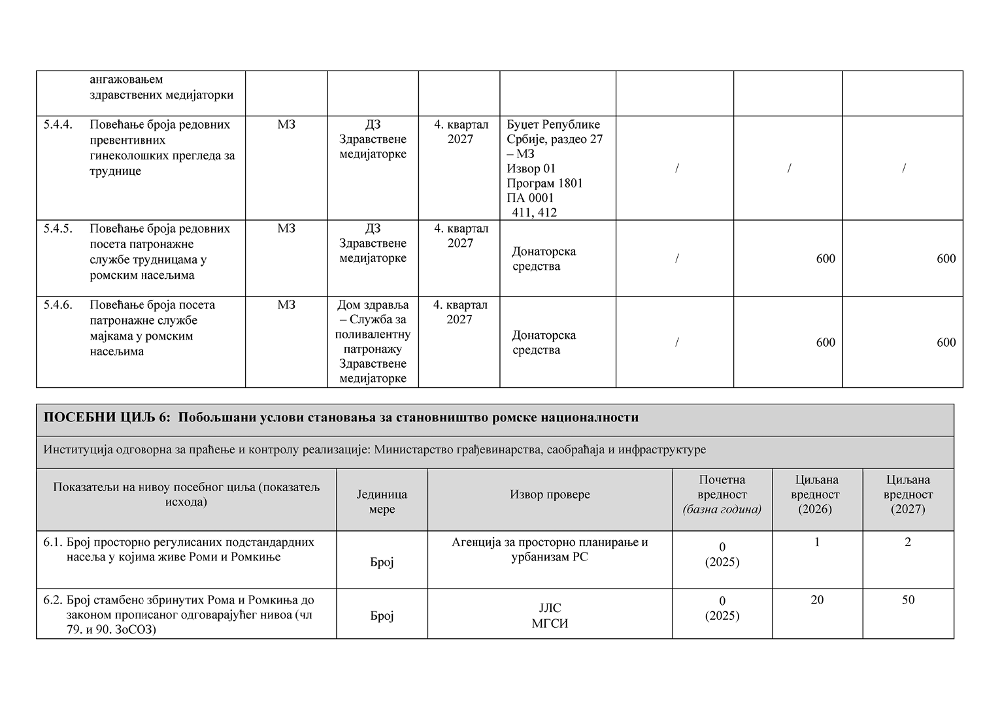 ангажовањем
здравствених медијаторки
5.4.4. Повећање броја редовних
превентивних
гинеколошких прегледа за
труднице
МЗ
ДЗ
Здравствене
медијаторке
4. квартал
2027
Буџет Републике
Србије, раздео 27
– МЗ
Извор 01
Програм 1801
ПА 0001
411, 412
/
/
/
5.4.5. Повећање броја редовних
посета патронажне
службе трудницама у
ромским насељима
МЗ
ДЗ
Здравствене
медијаторке
4. квартал
2027
Донаторска
средства
/
600
600
5.4.6. Повећање броја посета
патронажне службе
мајкама у ромским
насељима
МЗ
Дом здравља
– Служба за
поливалентну
патронажу
Здравствене
медијаторке
4. квартал
2027
Донаторска
средства
/
600
600
ПОСЕБНИ ЦИЉ 6: Побољшани услови становања за становништво ромске националности
Институција одговорна за праћење и контролу реализације: Министарство грађевинарства, саобраћаја и инфраструктуре
Показатељи на нивоу посебног циља (показатељ
исхода)
Јединица
мере
Извор провере
Почетна
вредност
(базна година)
Циљана
вредност
(2026)
Циљана
вредност
(2027)
6.1. Број просторно регулисаних подстандардних
насеља у којима живе Роми и Ромкиње
Број
Агенција за просторно планирање и
урбанизам РС
0
(2025)
1
2
6.2. Број стамбено збринутих Рома и Ромкиња до
законом прописаног одговарајућег нивоа (чл
79. и 90. ЗоСОЗ)
Број
ЈЛС
МГСИ
0
(2025)
20
50